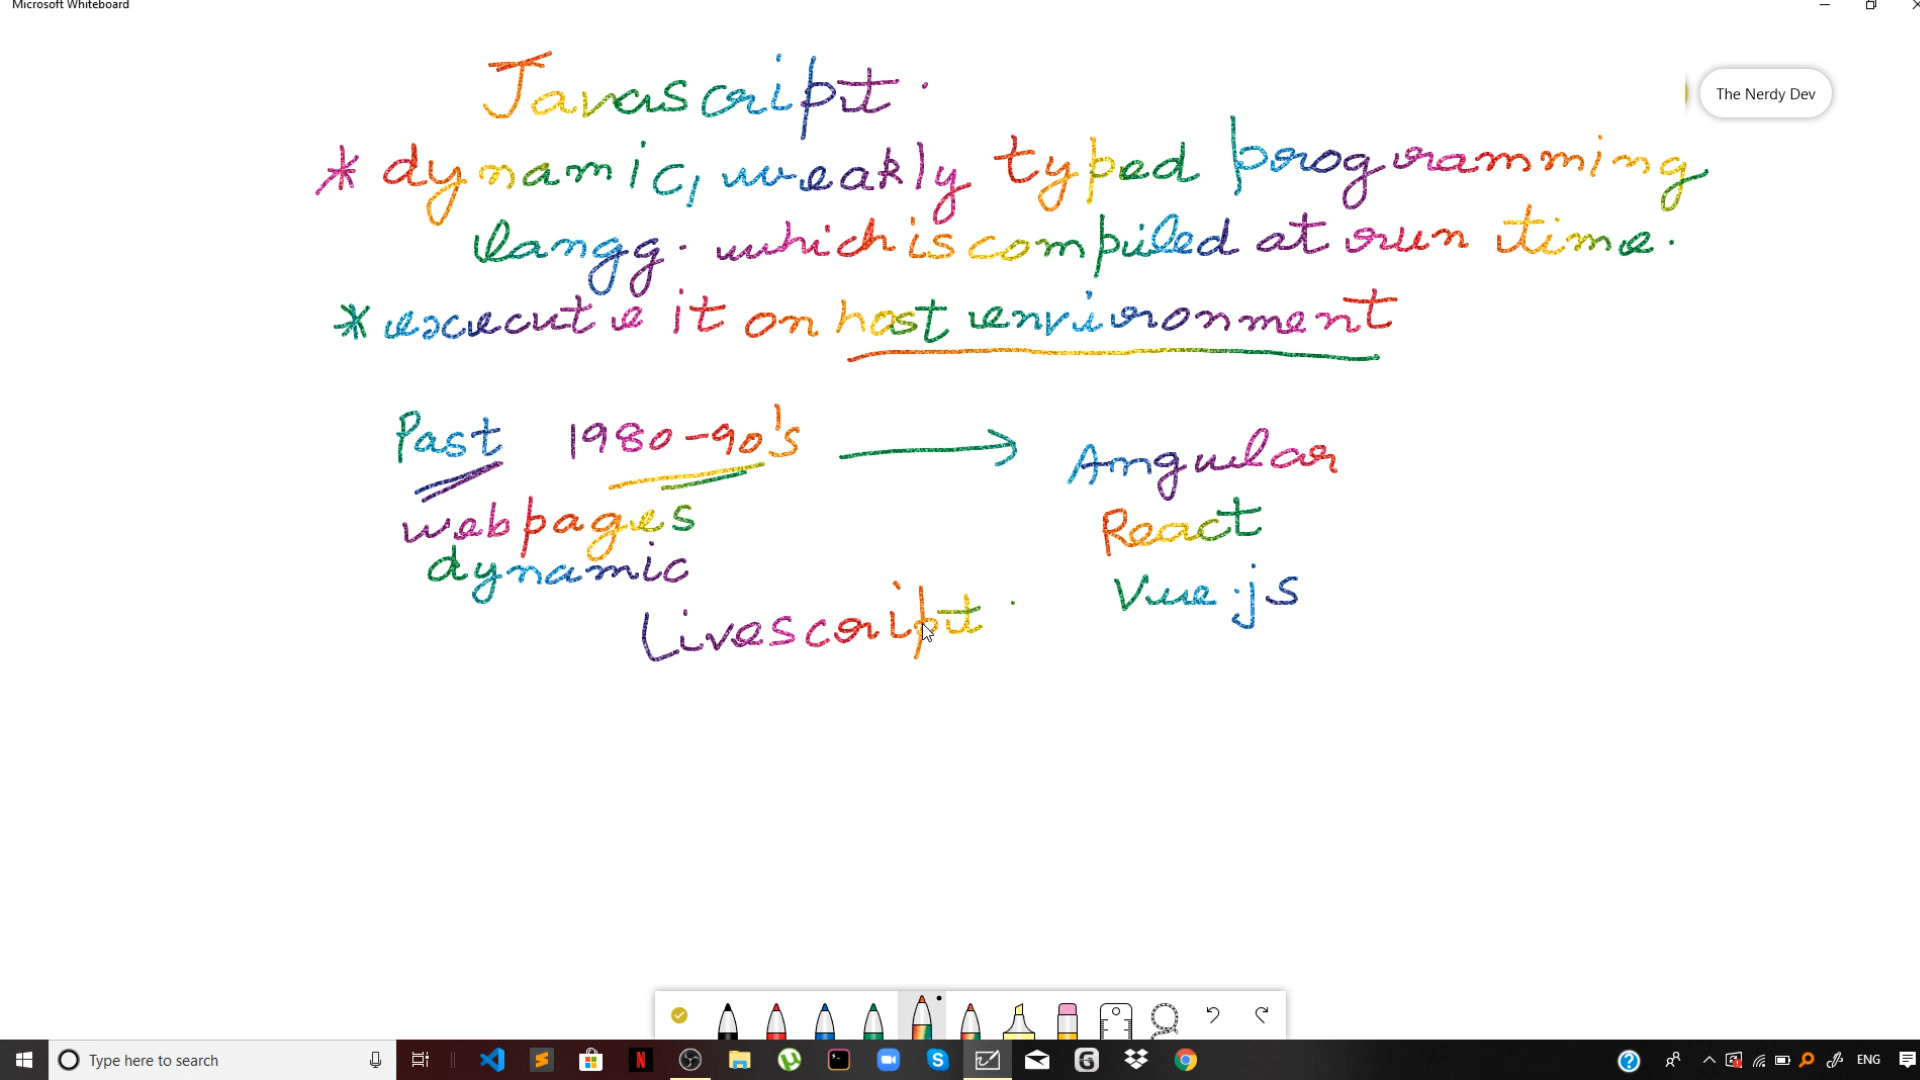 Microsoft Whiteboard
The Nerdy Dev
Javascript.
* dynamic, weakly typed programming
langg. which is compiled at run time.
* execute it on host environment
Past 1980-90's → Angular
webpages React
dynamic Vue.js
Livescript.
Type here to search
ENG